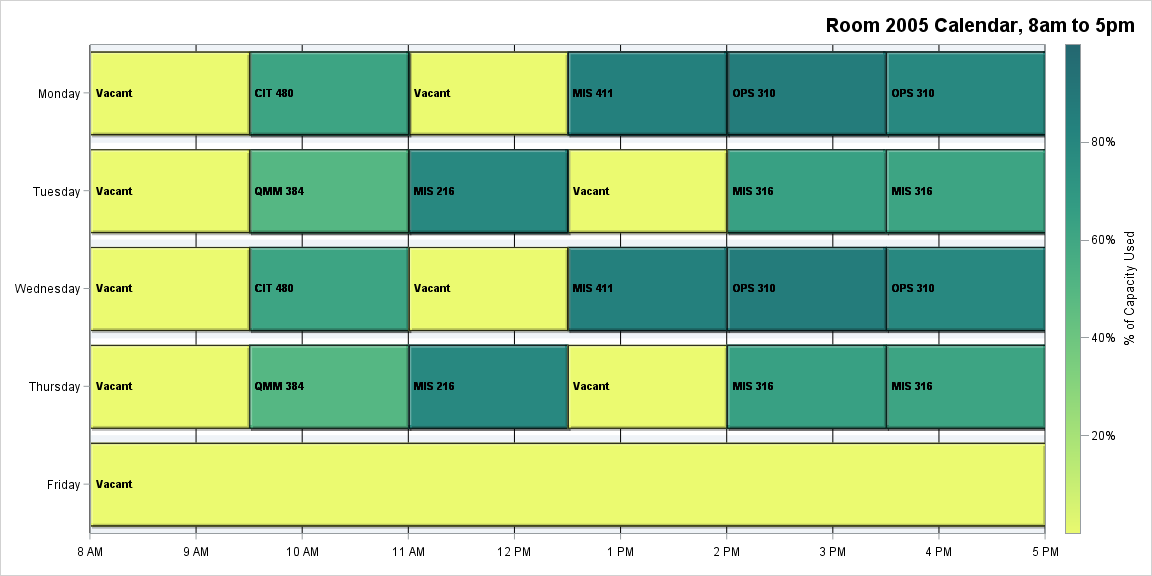 Room 2005 Calendar, 8am to 5pm
Monday
Vacant
CIT 480
Vacant
MIS 411
OPS 310
OPS 310
Tuesday
Vacant
QMM 384
MIS 216
Vacant
MIS 316
MIS 316
Wednesday
Vacant
CIT 480
Vacant
MIS 411
OPS 310
OPS 310
Thursday
Vacant
QMM 384
MIS 216
Vacant
MIS 316
MIS 316
Friday
Vacant
8 AM
9 AM
10 AM
11 AM
12 PM
1 PM
2 PM
3 PM
4 PM
5 PM
80%
60%
40%
20%
% of Capacity Used